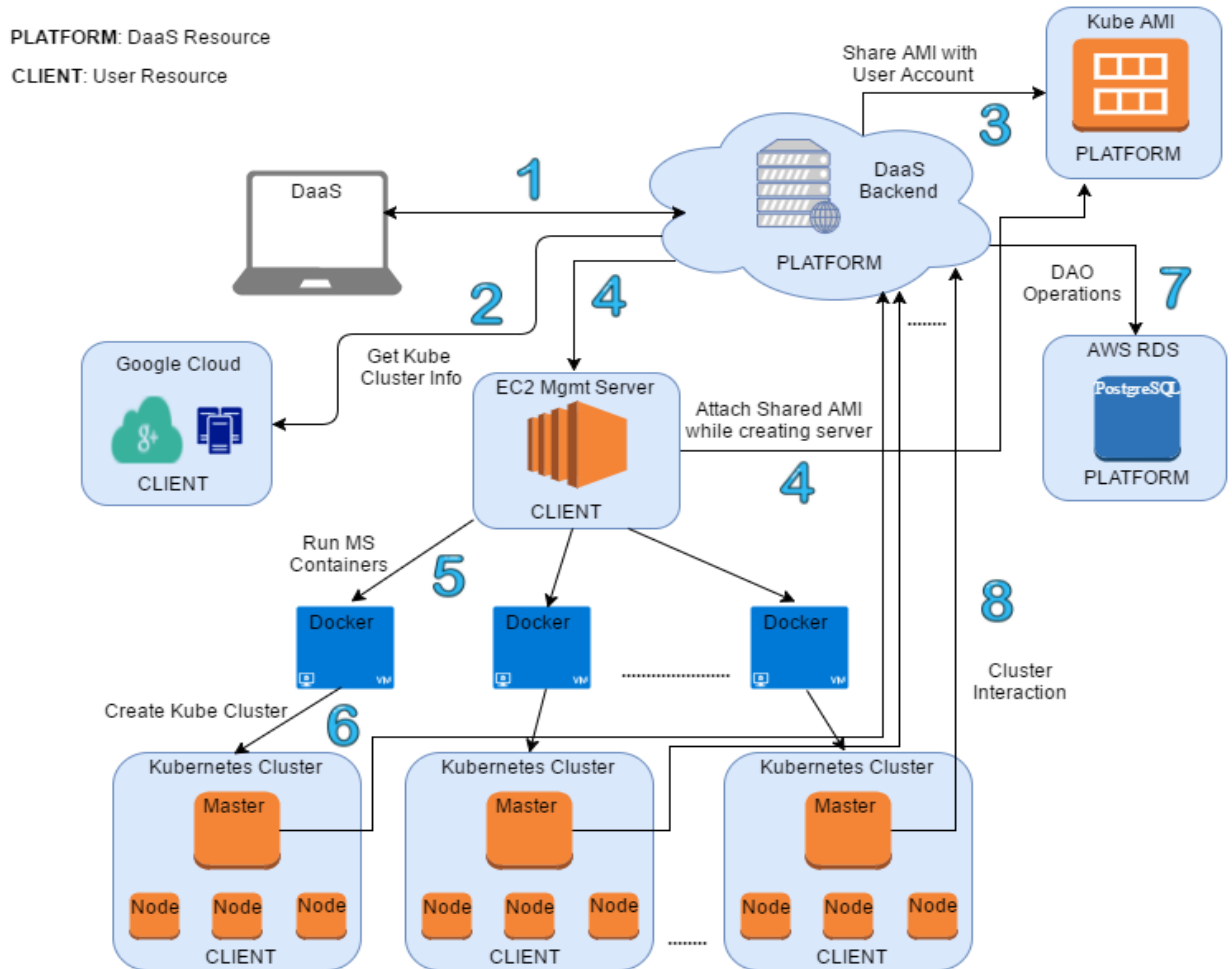 PLATFORM: DaaS Resource
CLIENT: User Resource
Kube AMI
PLATFORM
Share AMI with
User Account
3
DaaS
1
DaaS
Backend
PLATFORM
2
4
Get Kube
Cluster Info
Google Cloud
g+
CLIENT
EC2 Mgmt Server
CLIENT
Attach Shared AMI
while creating server
4
DAO
Operations
7
AWS RDS
PostgreSQL
PLATFORM
Run MS
Containers
5
Docker
VM
Docker
VM
Docker
VM
8
Cluster
Interaction
Create Kube Cluster
6
Kubernetes Cluster
Master
Node
Node
Node
CLIENT
Kubernetes Cluster
Master
Node
Node
Node
CLIENT
Kubernetes Cluster
Master
Node
Node
Node
CLIENT